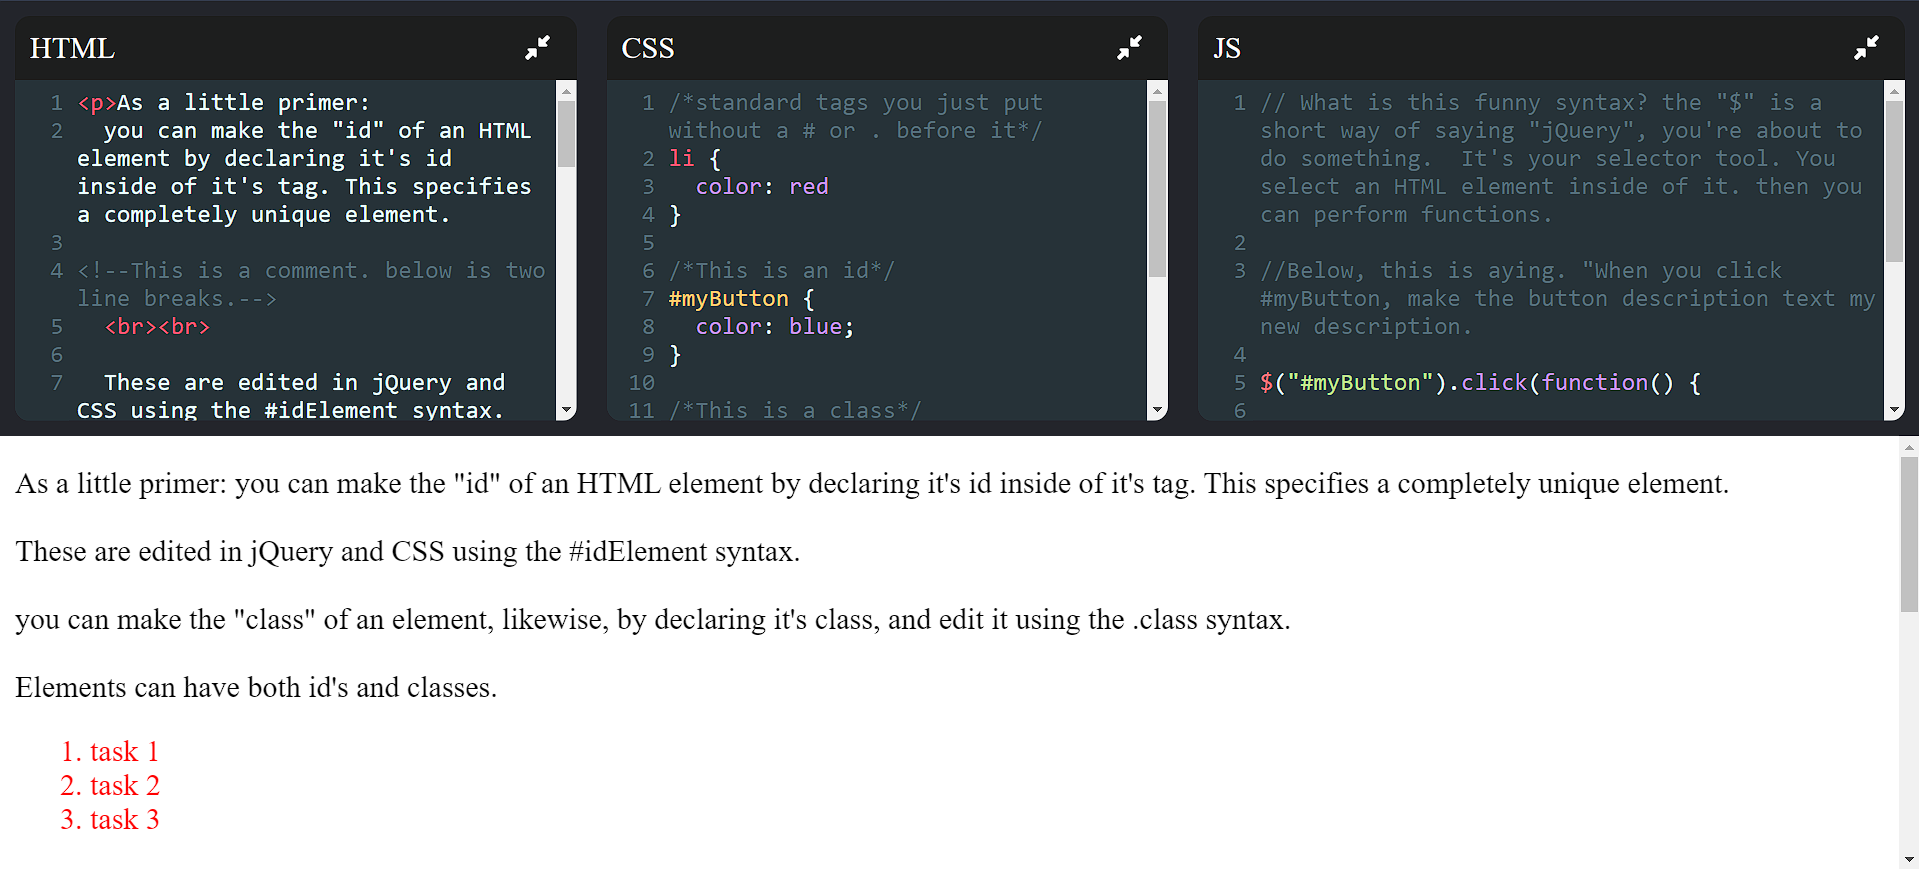 HTML
1 <p>As a little primer:
2 you can make the "id" of an HTML
element by declaring it's id
inside of it's tag. This specifies
a completely unique element.
3
4 <!--This is a comment. below is two
line breaks.-->
5 <br><br>
6
7 These are edited in jQuery and
CSS using the #idElement syntax.
CSS
1 /*standard tags you just put
without a # or . before it*/
2 li {
3 color: red
4 }
5
6 /*This is an id*/
7 #myButton {
8 color: blue;
9 }
10
11 /*This is a class*/
JS
1 // What is this funny syntax? the "$" is a
short way of saying "jQuery", you're about to
do something.  It's your selector tool. You
select an HTML element inside of it. then you
can perform functions.
2
3 //Below, this is aying. "When you click
#myButton, make the button description text my
new description.
4
5 $("#myButton").click(function() {
6
As a little primer: you can make the "id" of an HTML element by declaring it's id inside of it's tag. This specifies a completely unique element.
These are edited in jQuery and CSS using the #idElement syntax.
you can make the "class" of an element, likewise, by declaring it's class, and edit it using the .class syntax.
Elements can have both id's and classes.
1. task 1
2. task 2
3. task 3